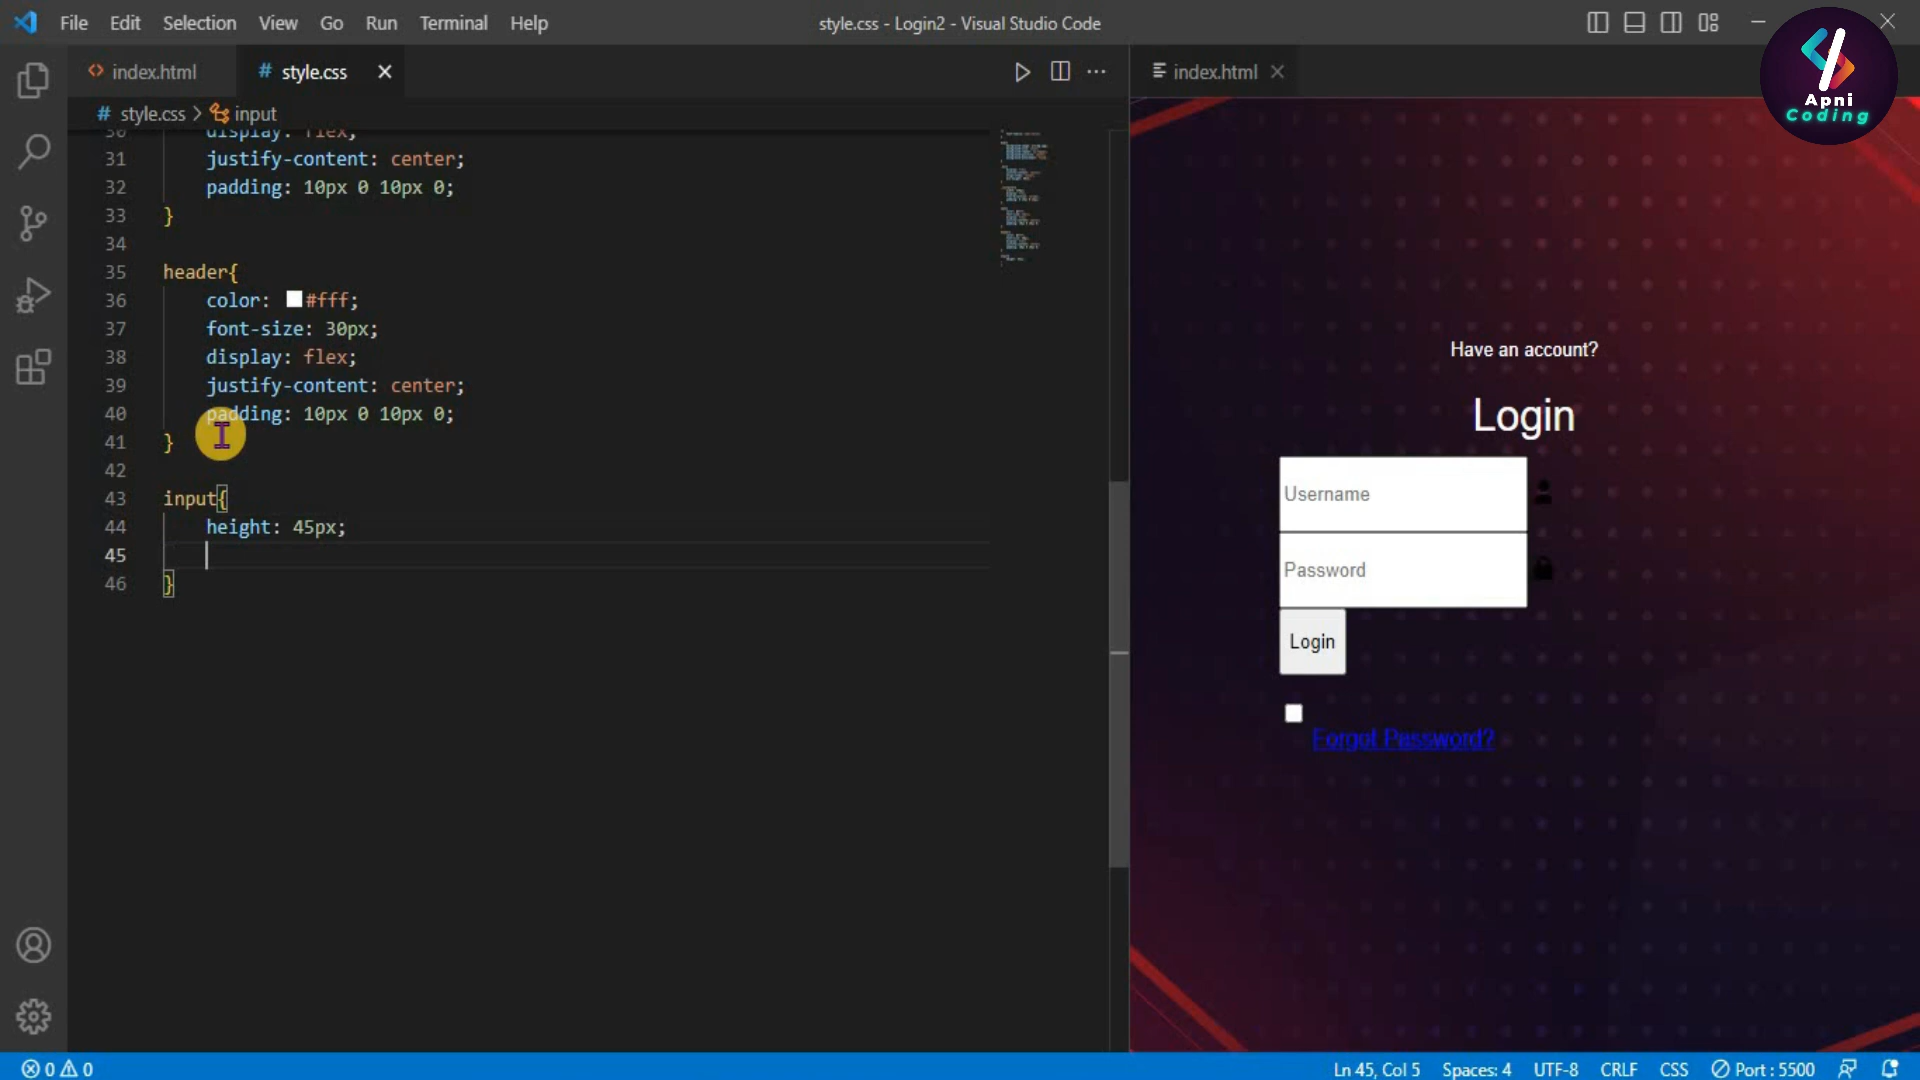 File Edit Selection View Go Run Terminal Help
style.css - Login2 - Visual Studio Code
index.html
style.css
index.html
Apni
Coding
style.css > input
30 display: flex;
31 justify-content: center;
32 padding: 10px 0 10px 0;
33 }
34
35 header{
36 color: #fff;
37 font-size: 30px;
38 display: flex;
39 justify-content: center;
40 padding: 10px 0 10px 0;
41 }
42
43 input{
44 height: 45px;
45
46 }
Have an account?
Login
Username
Password
Login
Forgot Password?
0 0
Ln 45, Col 5 Spaces: 4 UTF-8 CRLF CSS Port : 5500